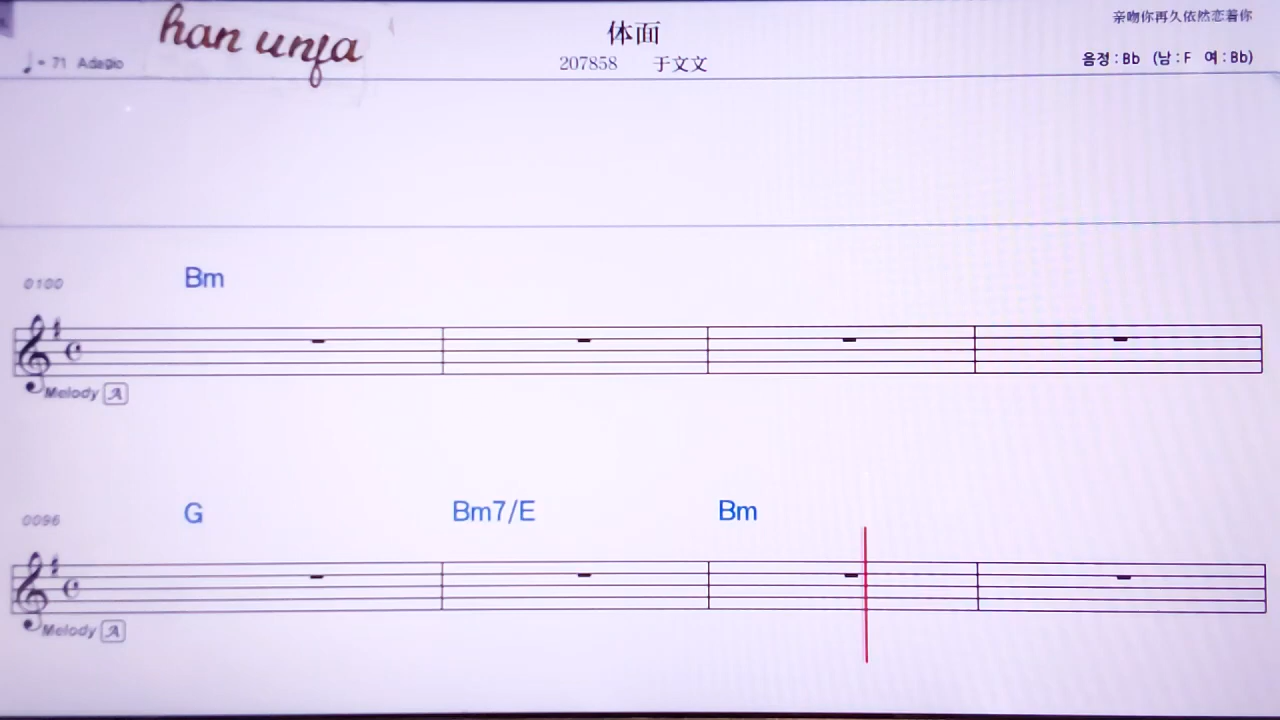 han unfa
体面
亲吻你再久依然恋着你
♩= 71 Adagio
207858 于文文
음정 : Bb (남 : F 여 : Bb)
0100
Bm
Melody A
0096
G Bm7/E Bm
Melody A